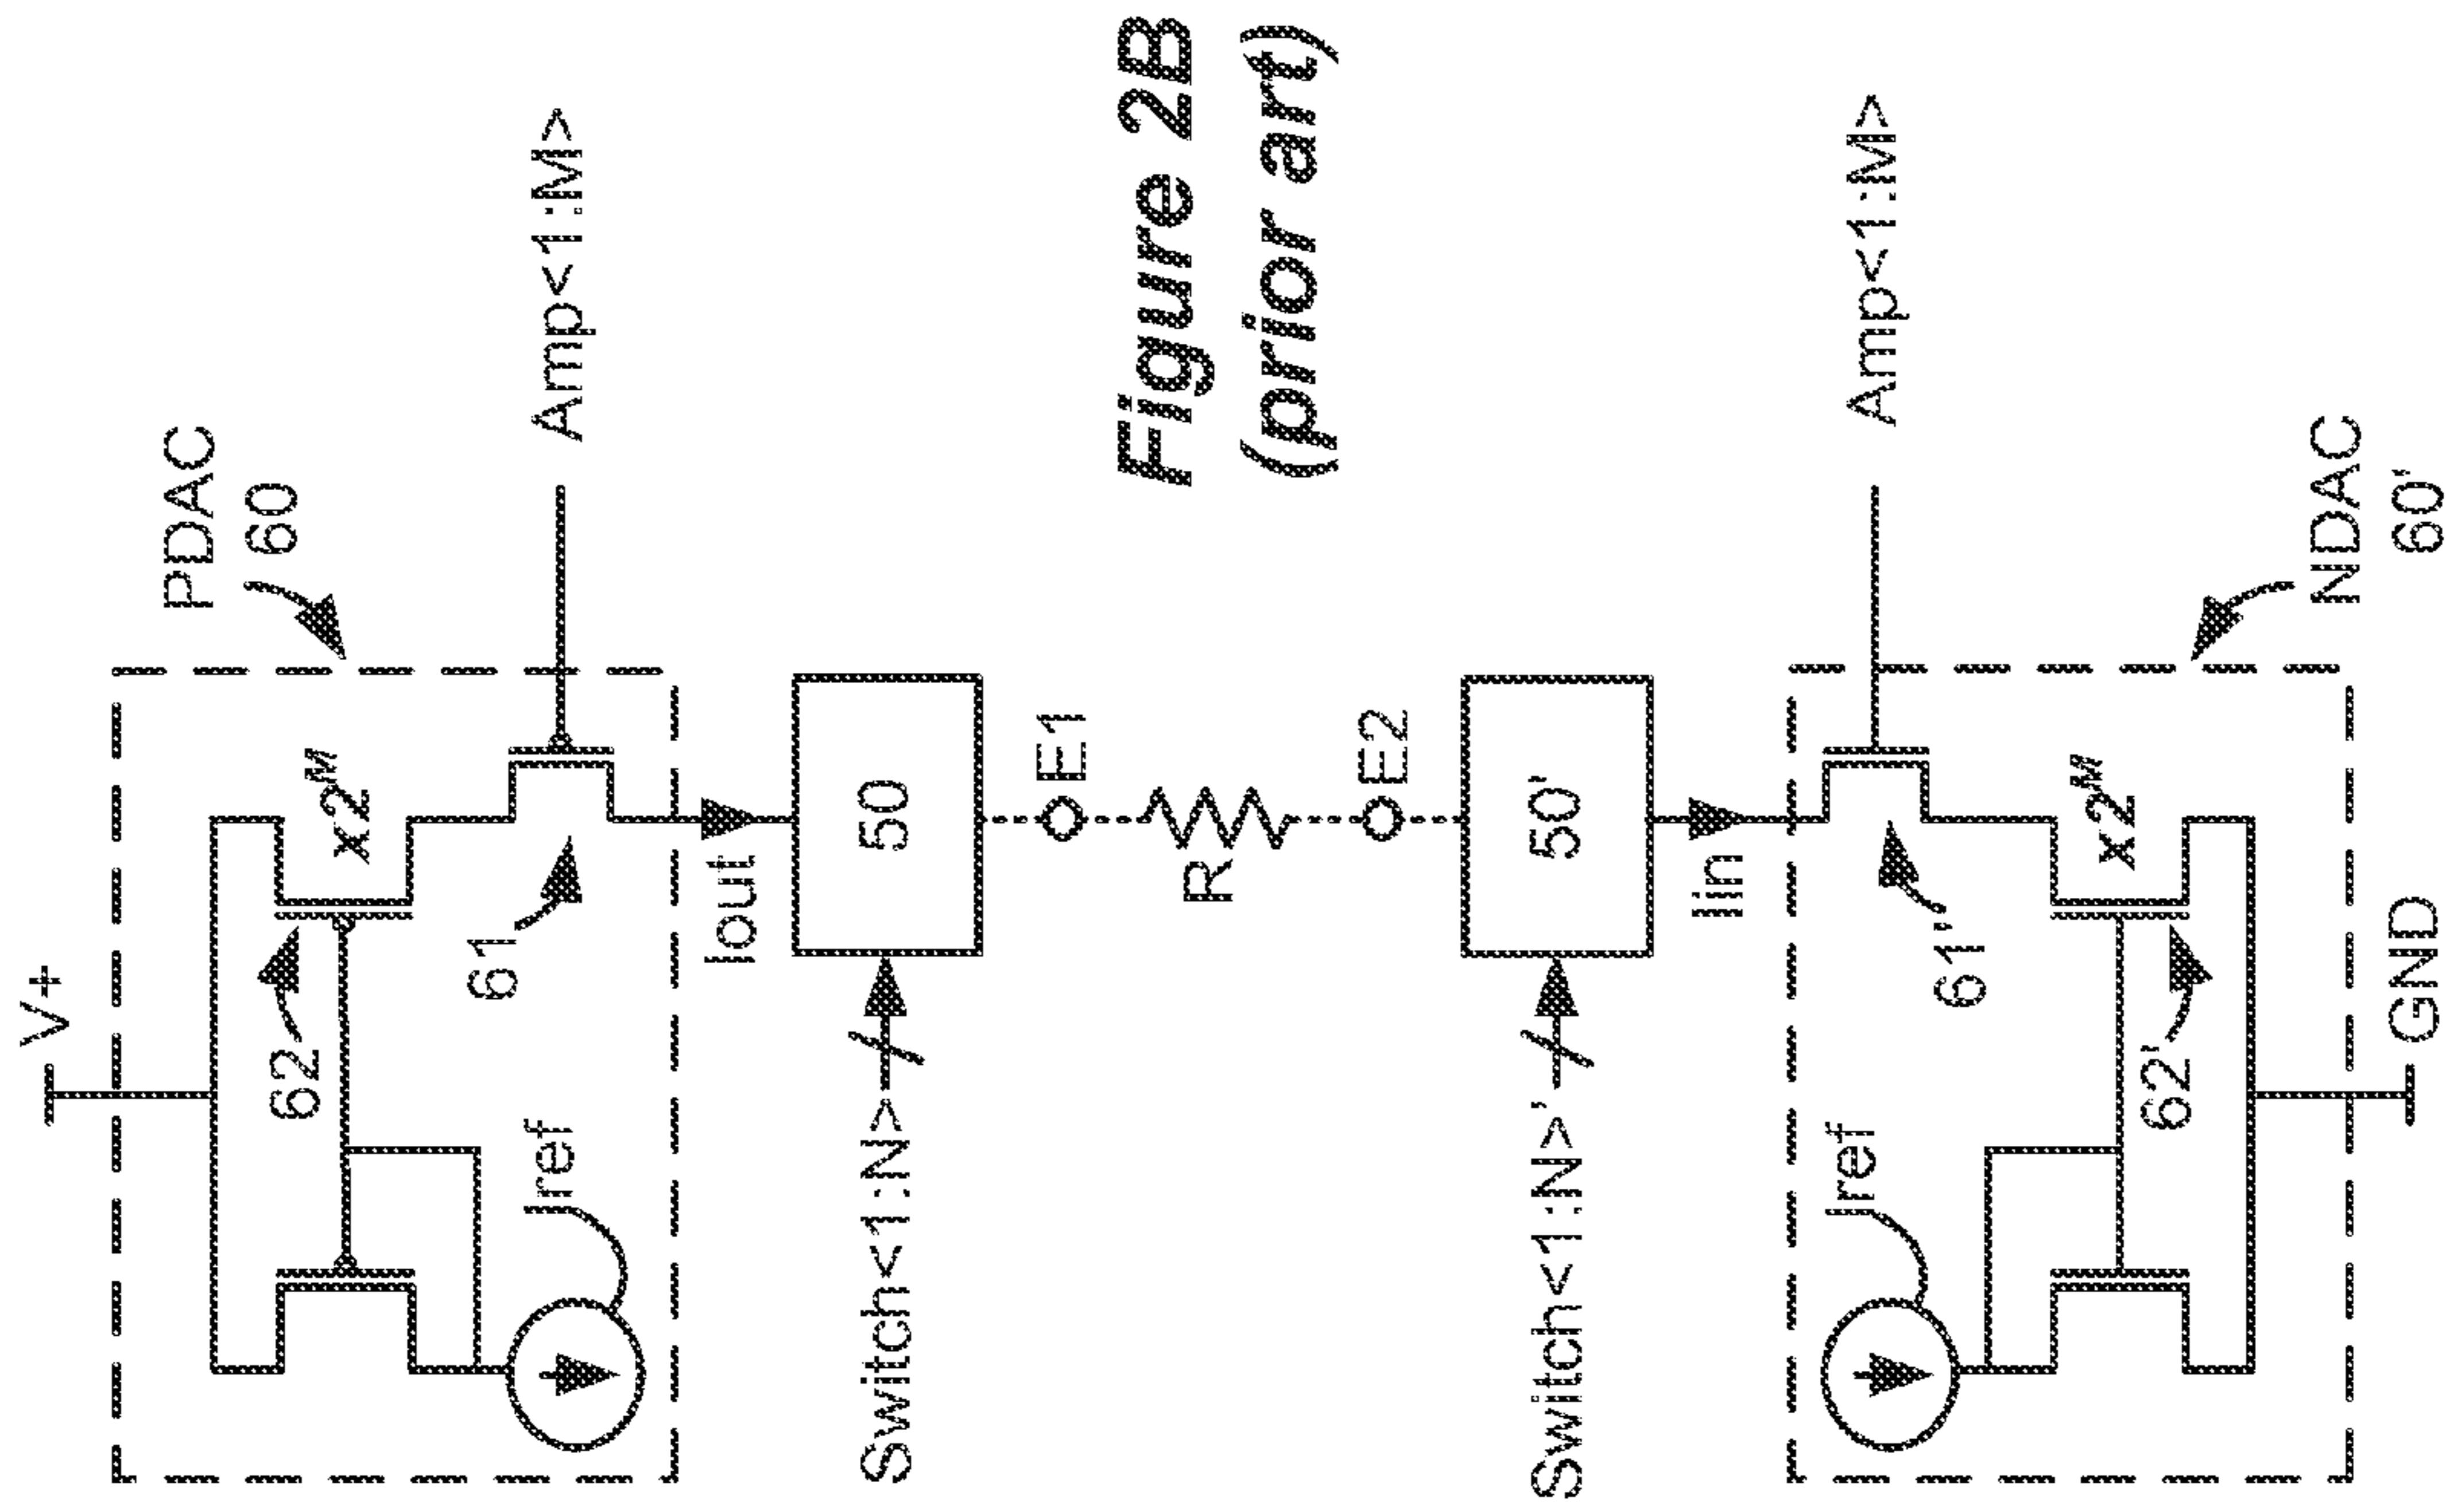 V+
PDAC
60
62
x2^M
61
Iref
Amp<1:M>
Iout
Switch<1:N>
50
E1
R
Figure 2B
(prior art)
E2
Switch<1:N>'
50'
Iin
Iref
Amp<1:M>
61'
62'
x2^M
NDAC
60'
GND